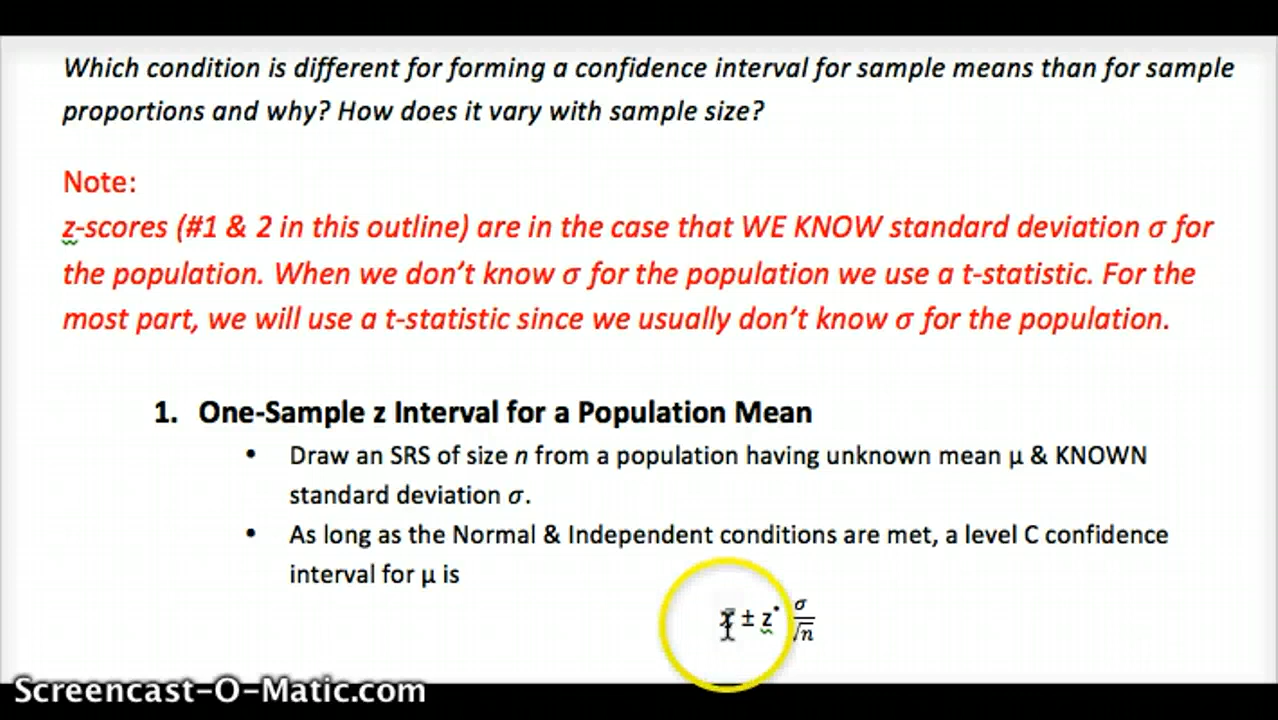 Which condition is different for forming a confidence interval for sample means than for sample
proportions and why? How does it vary with sample size?
Note:
z-scores (#1 & 2 in this outline) are in the case that WE KNOW standard deviation σ for
the population. When we don't know σ for the population we use a t-statistic. For the
most part, we will use a t-statistic since we usually don't know σ for the population.
1. One-Sample z Interval for a Population Mean
• Draw an SRS of size n from a population having unknown mean μ & KNOWN
standard deviation σ.
• As long as the Normal & Independent conditions are met, a level C confidence
interval for μ is
± z* σ/√n
Screencast-O-Matic.com